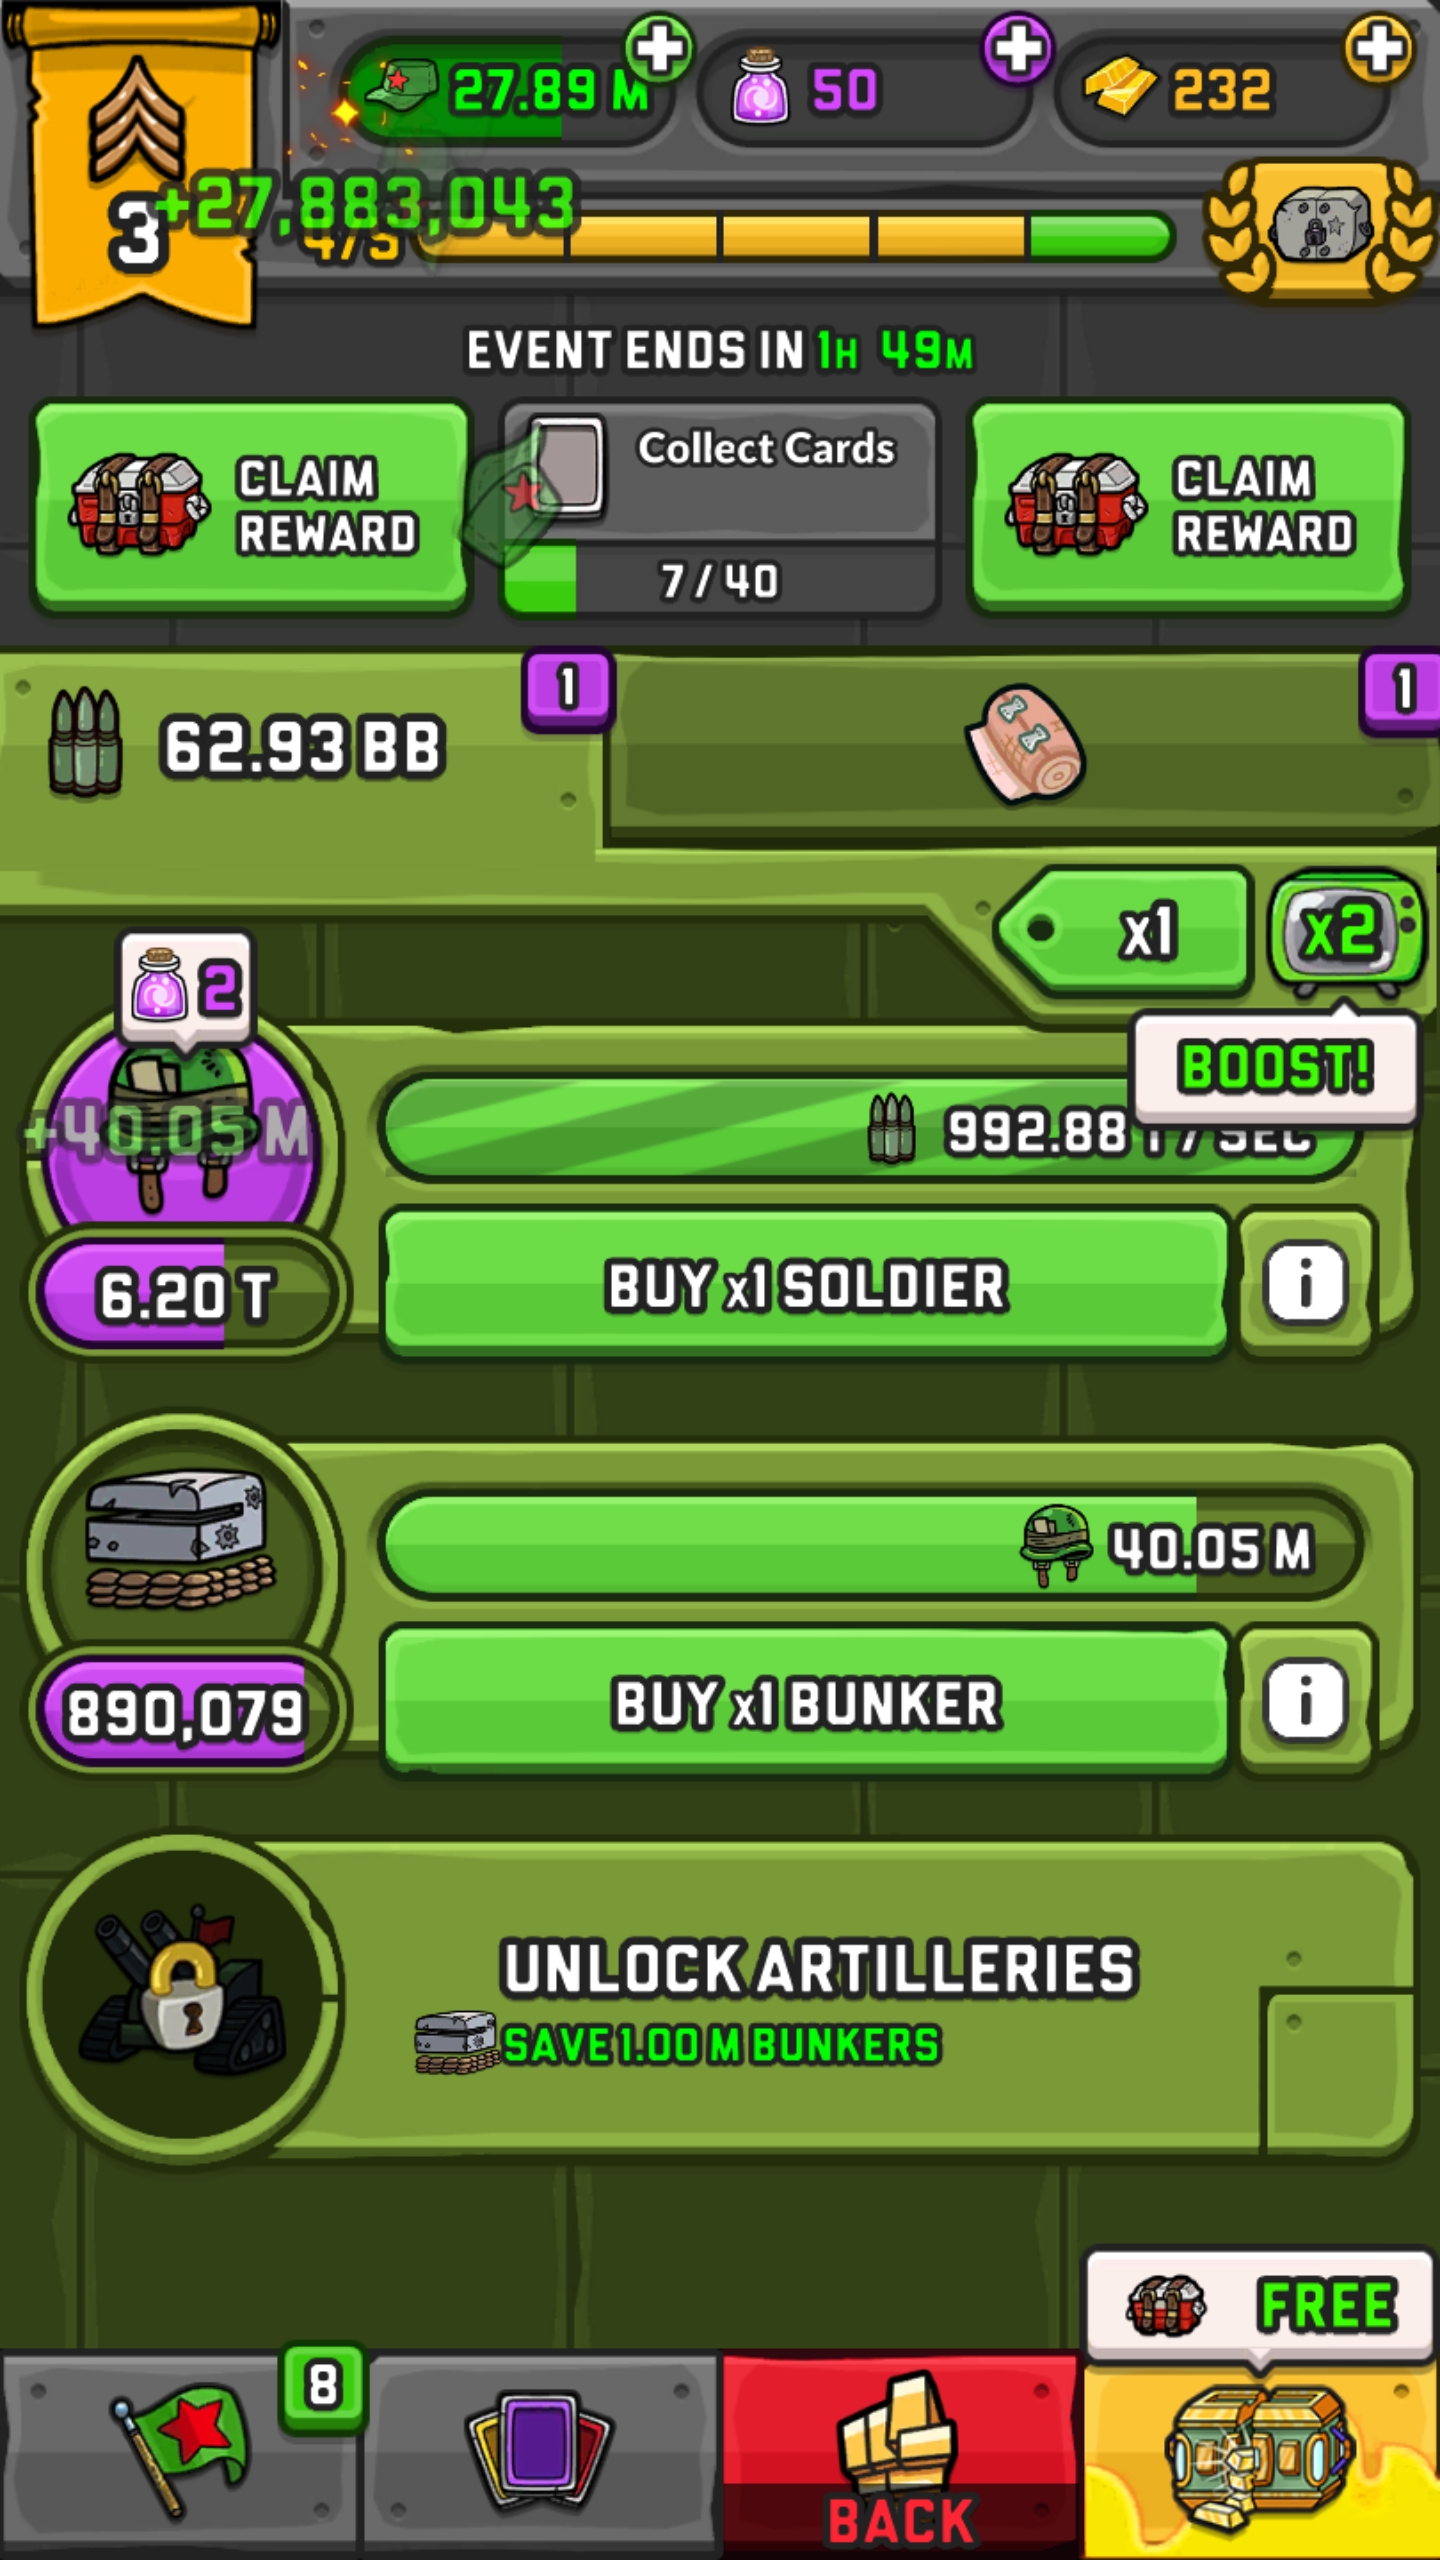 27.89 M
50
232
+27,883,043
3
4/5
EVENT ENDS IN 1H 49M
CLAIM
REWARD
Collect Cards
7/40
CLAIM
REWARD
62.93 BB
1
1
x1
x2
BOOST!
2
+40.05 M
992.88 T/SEC
6.20 T
BUY x1 SOLDIER
i
40.05 M
890,079
BUY x1 BUNKER
i
UNLOCK ARTILLERIES
SAVE 1.00 M BUNKERS
FREE
8
BACK